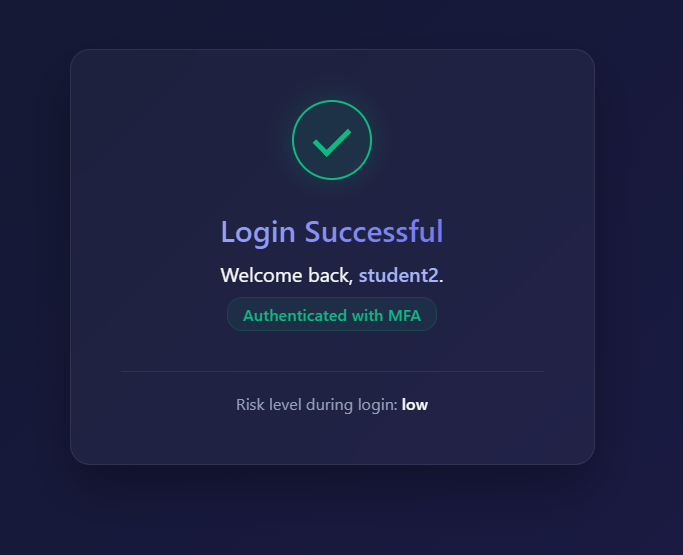 Login Successful
Welcome back, student2.
Authenticated with MFA
Risk level during login: low